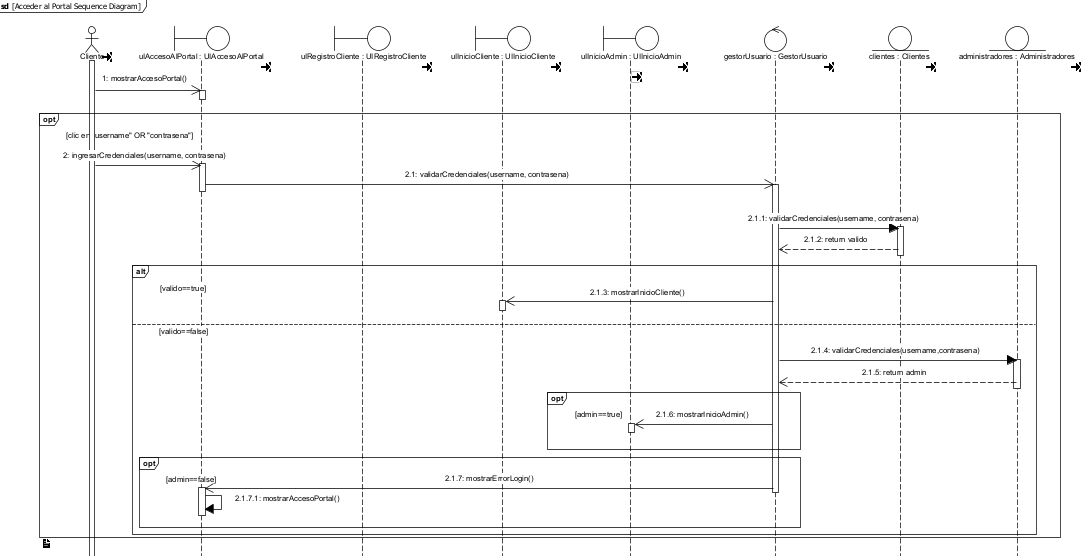 sd [Acceder al Portal Sequence Diagram]
Cliente
uIAccesoAlPortal : UIAccesoAlPortal
uIRegistroCliente : UIRegistroCliente
uIInicioCliente : UIInicioCliente
uIInicioAdmin : UIInicioAdmin
gestorUsuario : GestorUsuario
clientes : Clientes
administradores : Administradores
1: mostrarAccesoPortal()
opt
[clic en "username" OR "contrasena"]
2: ingresarCredenciales(username, contrasena)
2.1: validarCredenciales(username, contrasena)
2.1.1: validarCredenciales(username, contrasena)
2.1.2: return valido
alt
[valido==true]
2.1.3: mostrarInicioCliente()
[valido==false]
2.1.4: validarCredenciales(username,contrasena)
2.1.5: return admin
opt
[admin==true]
2.1.6: mostrarInicioAdmin()
opt
[admin==false]
2.1.7: mostrarErrorLogin()
2.1.7.1: mostrarAccesoPortal()